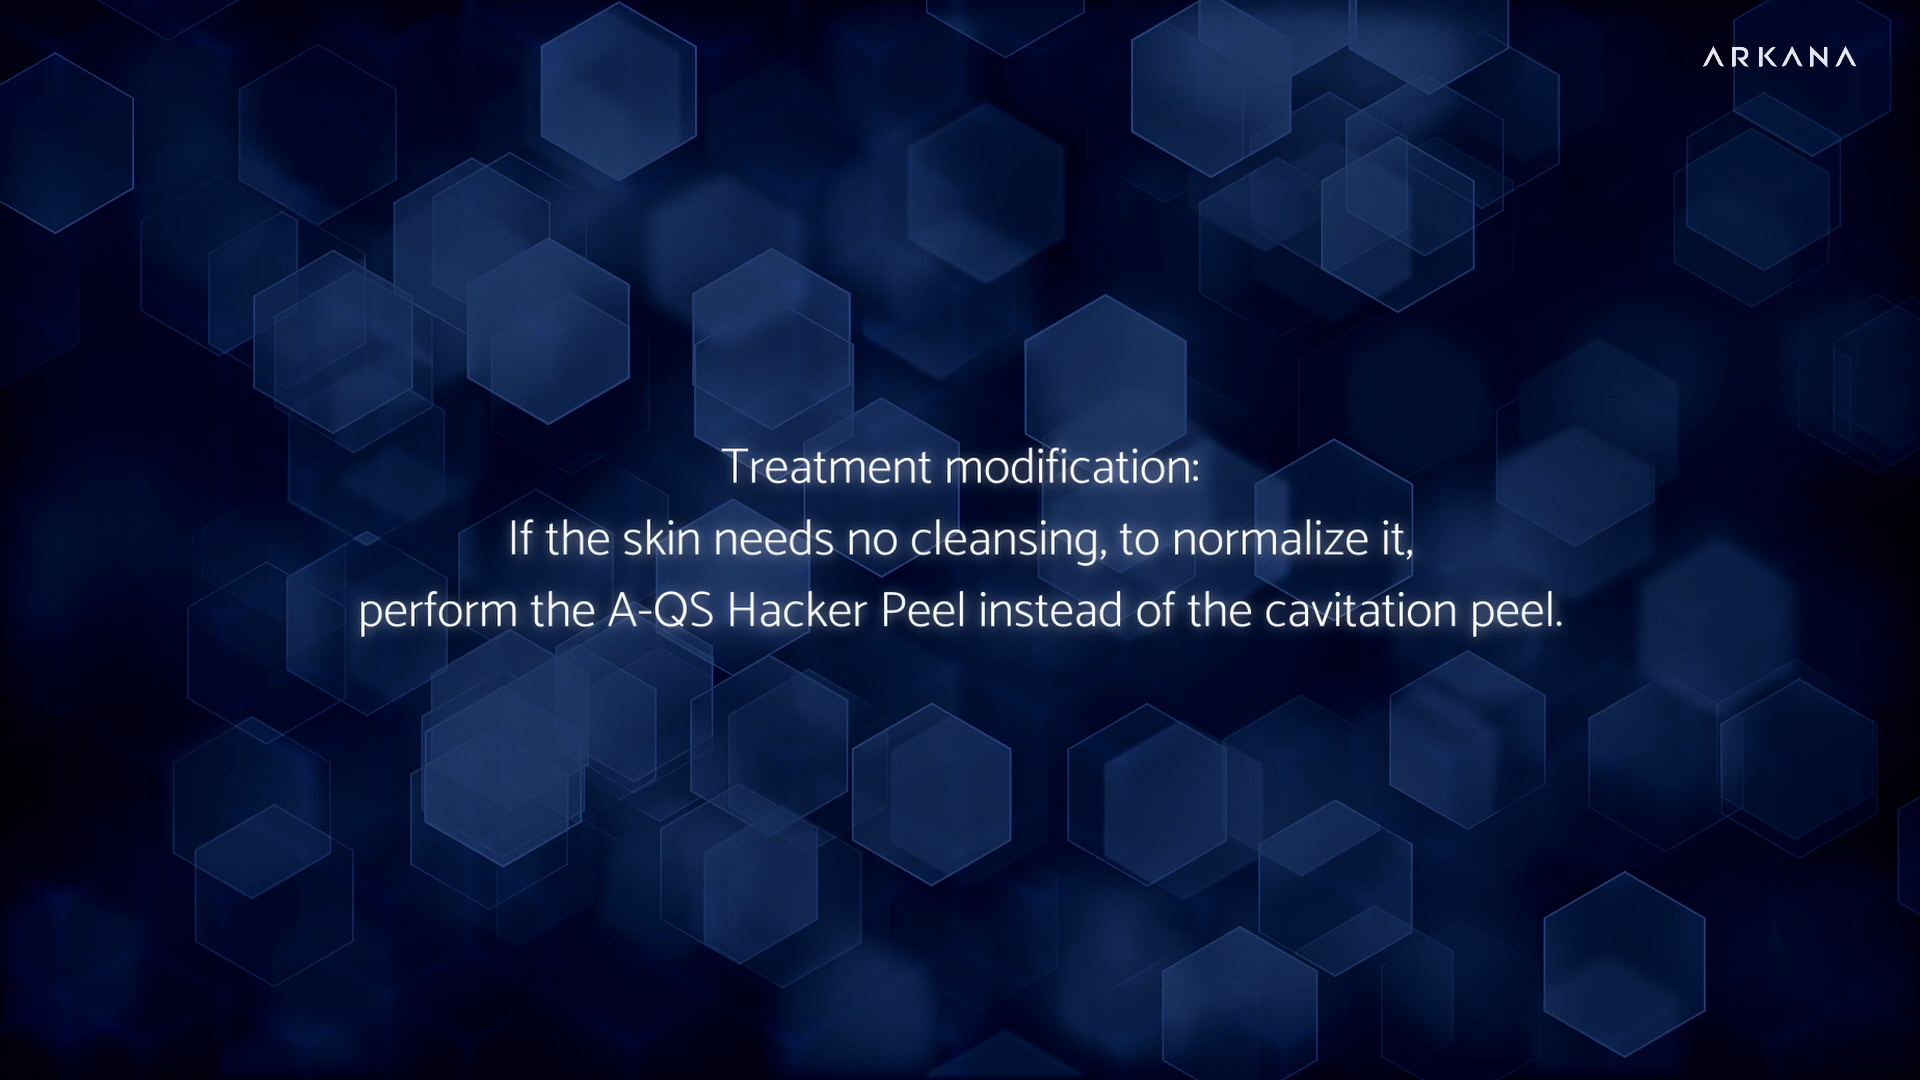 ARKANA
Treatment modification:
If the skin needs no cleansing, to normalize it,
perform the A-QS Hacker Peel instead of the cavitation peel.